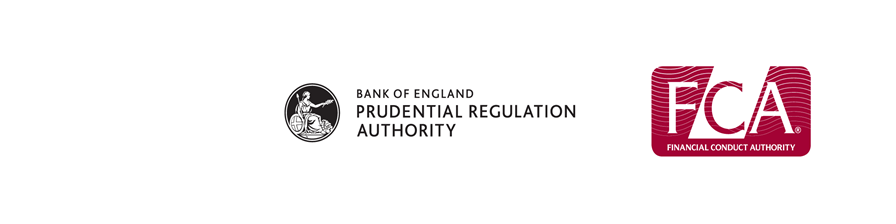 BANK OF ENGLAND
PRUDENTIAL REGULATION
AUTHORITY
FCA®
FINANCIAL CONDUCT AUTHORITY